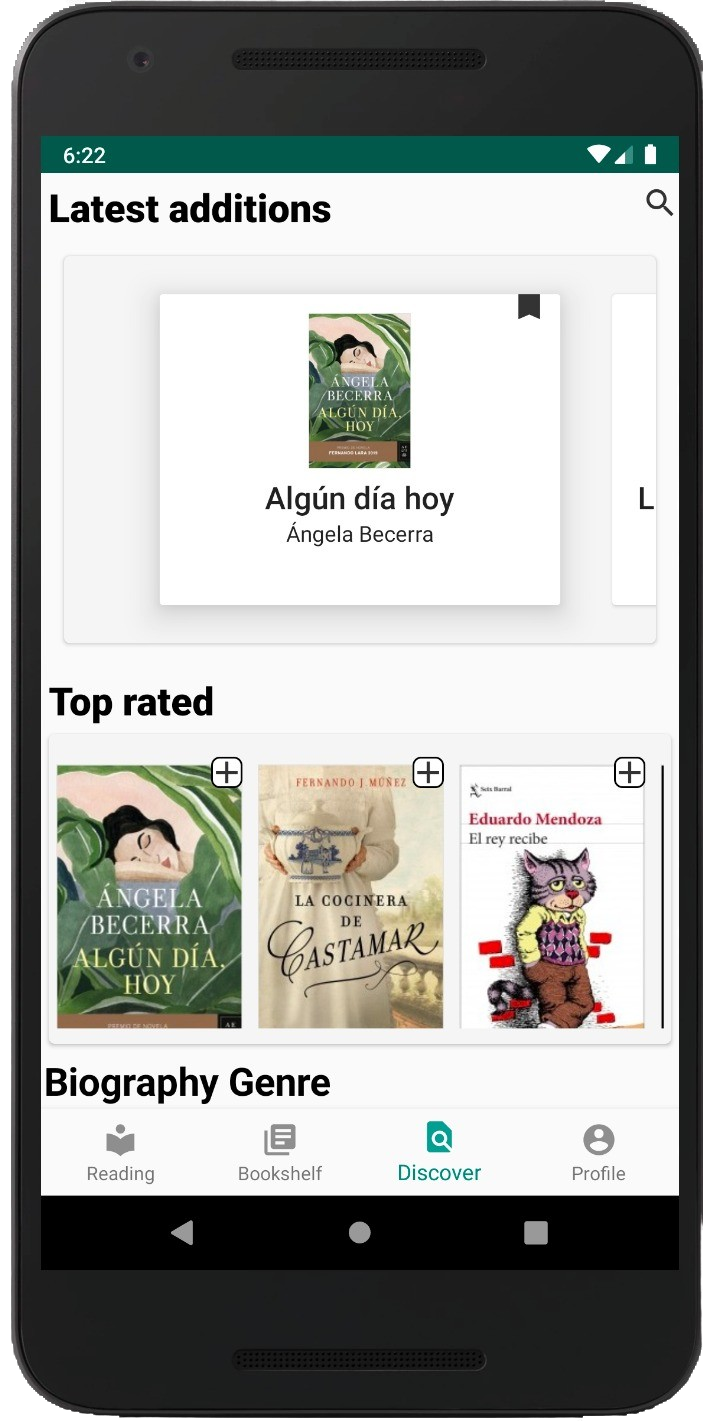 6:22
Latest additions
ÁNGELA
BECERRA
ALGÚN DÍA,
HOY
PREMIO DE NOVELA
FERNANDO LARA 2019
Algún día hoy
Ángela Becerra
L
Top rated
ÁNGELA
BECERRA
ALGÚN DÍA,
HOY
PREMIO DE NOVELA
AE
FERNANDO J. MÚÑEZ
LA COCINERA
DE
CASTAMAR
Seix Barral
Eduardo Mendoza
El rey recibe
Biography Genre
Reading
Bookshelf
Discover
Profile